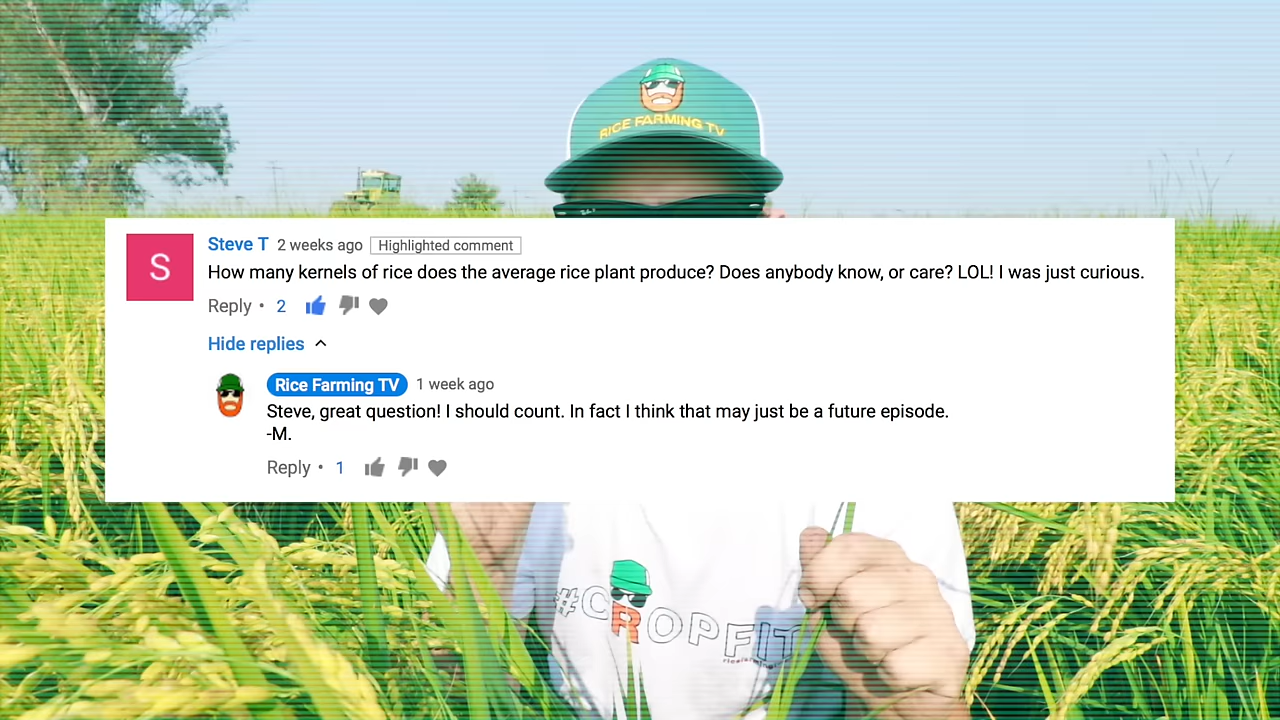 RICE FARMING TV
S
Steve T 2 weeks ago Highlighted comment
How many kernels of rice does the average rice plant produce? Does anybody know, or care? LOL! I was just curious.
Reply • 2
Hide replies
Rice Farming TV 1 week ago
Steve, great question! I should count. In fact I think that may just be a future episode.
-M.
Reply • 1
#CROPFIT